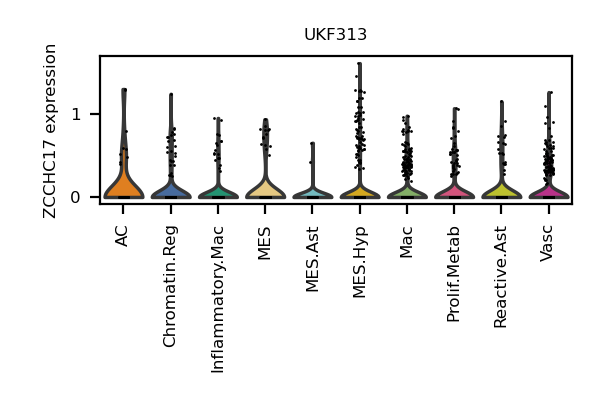 UKF313
ZCCHC17 expression
1
0
AC
Chromatin.Reg
Inflammatory.Mac
MES
MES.Ast
MES.Hyp
Mac
Prolif.Metab
Reactive.Ast
Vasc